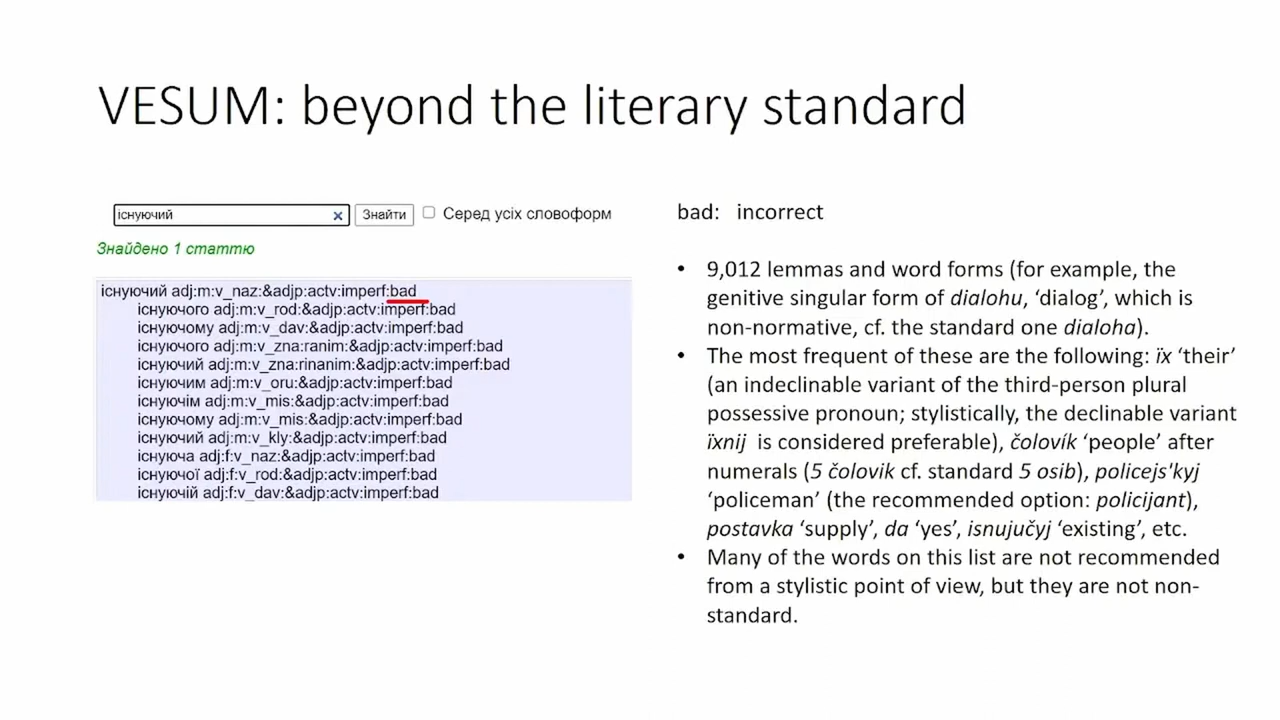 VESUM: beyond the literary standard
існуючий
Знайти
Серед усіх словоформ
Знайдено 1 статтю
існуючий adj:m:v_naz:&adjp:actv:imperf:bad
існуючого adj:m:v_rod:&adjp:actv:imperf:bad
існуючому adj:m:v_dav:&adjp:actv:imperf:bad
існуючого adj:m:v_zna:ranim:&adjp:actv:imperf:bad
існуючий adj:m:v_zna:rinanim:&adjp:actv:imperf:bad
існуючим adj:m:v_oru:&adjp:actv:imperf:bad
існуючім adj:m:v_mis:&adjp:actv:imperf:bad
існуючому adj:m:v_mis:&adjp:actv:imperf:bad
існуючий adj:m:v_kly:&adjp:actv:imperf:bad
існуюча adj:f:v_naz:&adjp:actv:imperf:bad
існуючої adj:f:v_rod:&adjp:actv:imperf:bad
існуючій adj:f:v_dav:&adjp:actv:imperf:bad
bad: incorrect
• 9,012 lemmas and word forms (for example, the
genitive singular form of dialohu, ‘dialog’, which is
non-normative, cf. the standard one dialoha).
• The most frequent of these are the following: ïx ‘their’
(an indeclinable variant of the third-person plural
possessive pronoun; stylistically, the declinable variant
ïxnij is considered preferable), čolovík ‘people’ after
numerals (5 čolovik cf. standard 5 osib), policejs'kyj
‘policeman’ (the recommended option: policijant),
postavka ‘supply’, da ‘yes’, isnujučyj ‘existing’, etc.
• Many of the words on this list are not recommended
from a stylistic point of view, but they are not non-
standard.